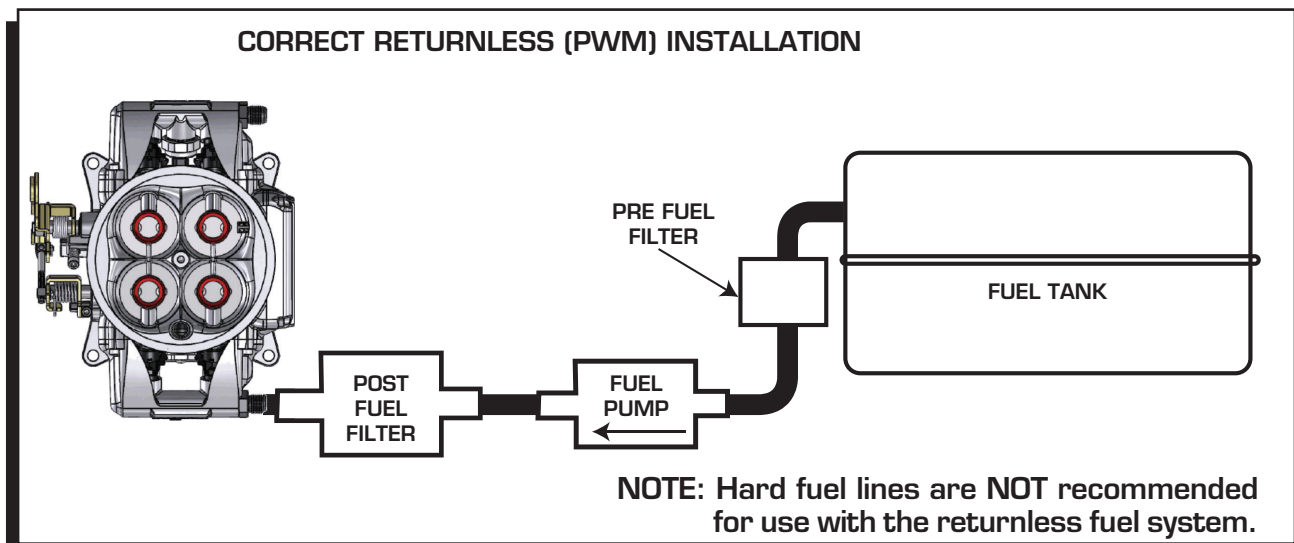 CORRECT RETURNLESS (PWM) INSTALLATION
PRE FUEL
FILTER
FUEL TANK
POST
FUEL
FILTER
FUEL
PUMP
NOTE: Hard fuel lines are NOT recommended
for use with the returnless fuel system.